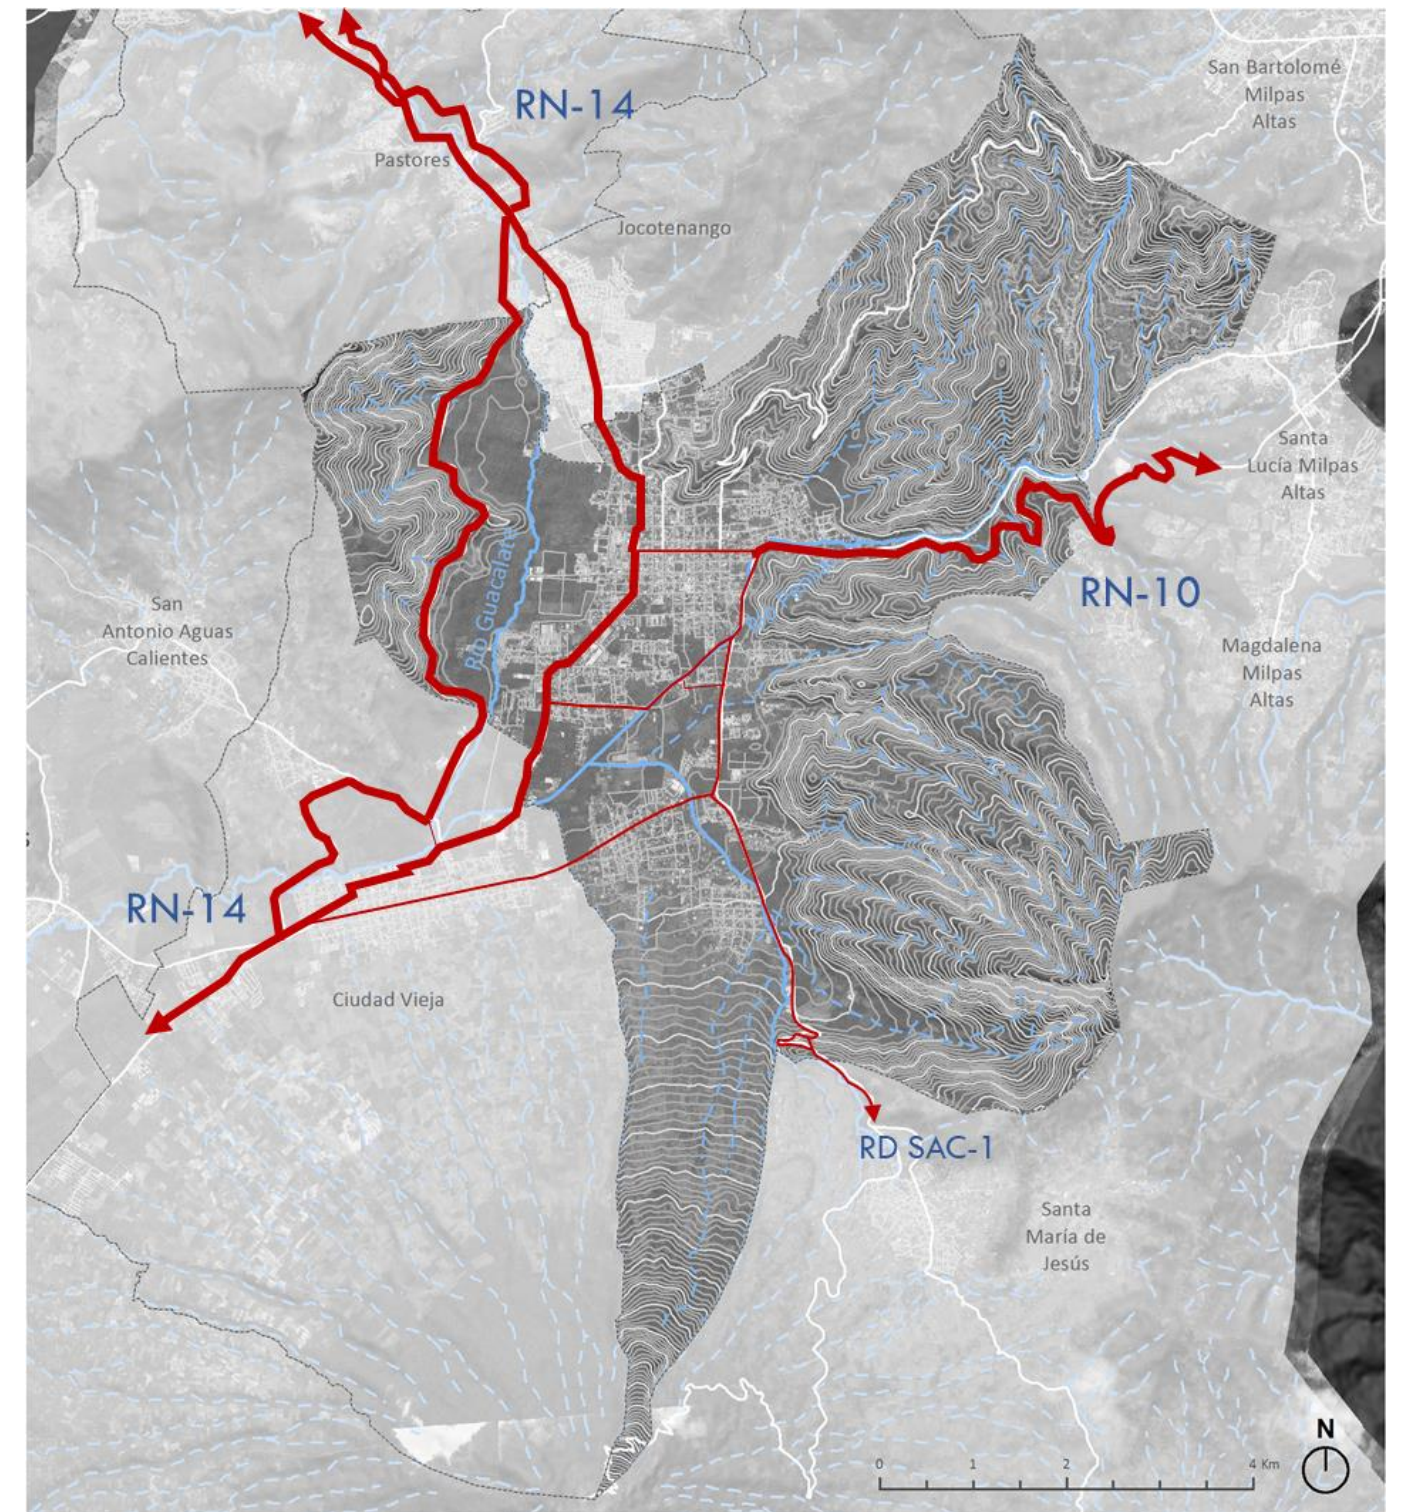 San Bartolomé
Milpas
Altas
RN-14
Pastores
Jocotenango
Santa
Lucía Milpas
Altas
Río Guacalate
RN-10
San
Antonio Aguas
Calientes
Magdalena
Milpas
Altas
RN-14
Ciudad Vieja
RD SAC-1
Santa
María de
Jesús
N
0 1 2 4 Km